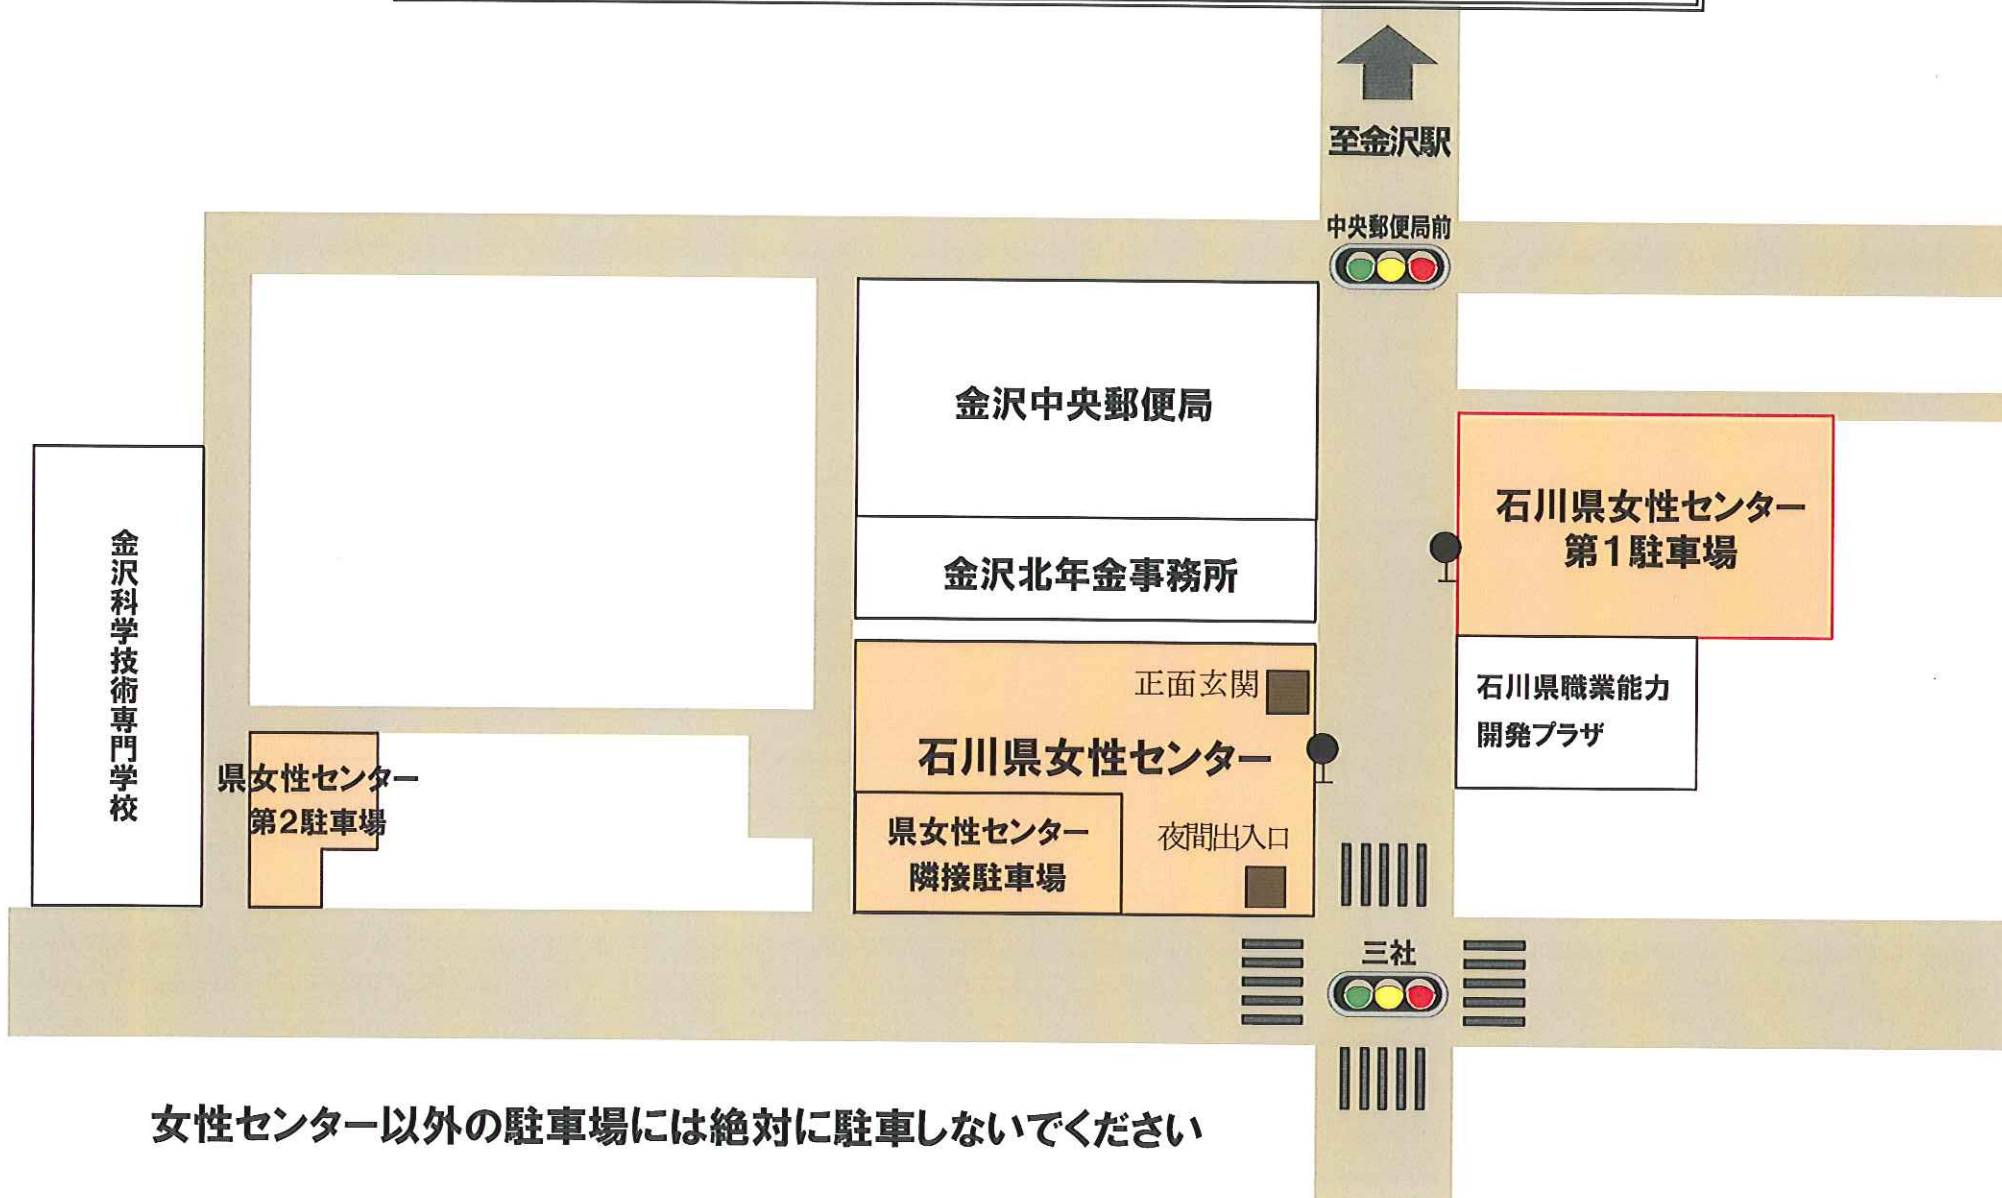 至金沢駅
中央郵便局前
金沢中央郵便局
石川県女性センター
第1駐車場
金沢科学技術専門学校
金沢北年金事務所
正面玄関
石川県職業能力
開発プラザ
石川県女性センター
県女性センター
第2駐車場
県女性センター
隣接駐車場
夜間出入口
三社
女性センター以外の駐車場には絶対に駐車しないでください